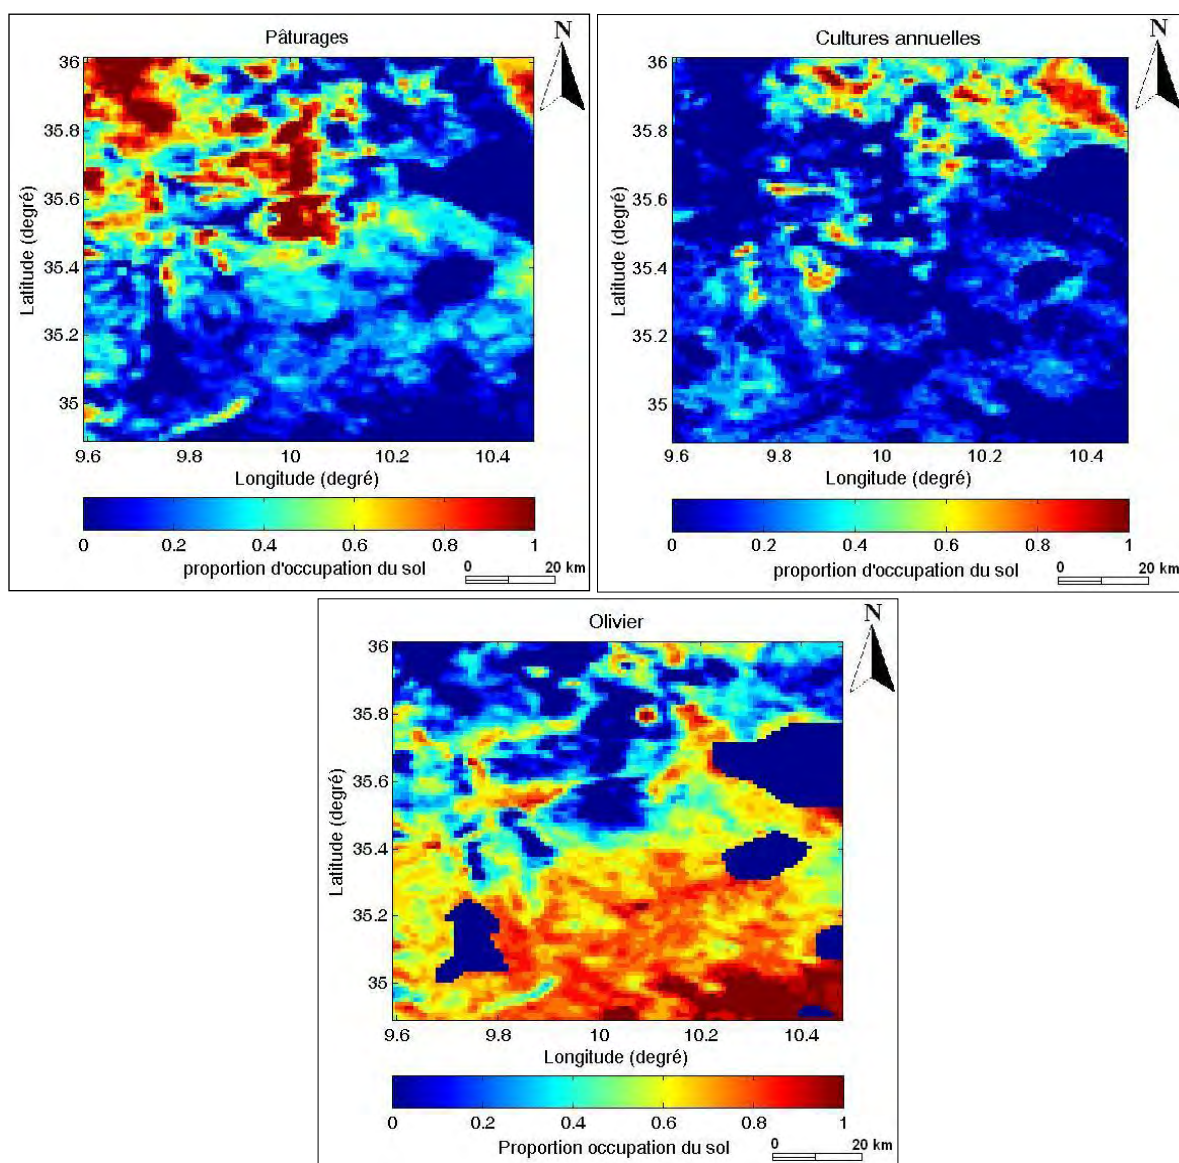 Pâturages
N
36
35.8
35.6
35.4
35.2
35
Latitude (degré)
9.6 9.8 10 10.2 10.4
Longitude (degré)
0 0.2 0.4 0.6 0.8 1
proportion d'occupation du sol
0 20 km
Cultures annuelles
N
36
35.8
35.6
35.4
35.2
35
Latitude (degré)
9.6 9.8 10 10.2 10.4
Longitude (degré)
0 0.2 0.4 0.6 0.8 1
proportion d'occupation du sol
0 20 km
Olivier
N
36
35.8
35.6
35.4
35.2
35
Latitude (degré)
9.6 9.8 10 10.2 10.4
Longitude (degré)
0 0.2 0.4 0.6 0.8 1
Proportion occupation du sol
0 20 km